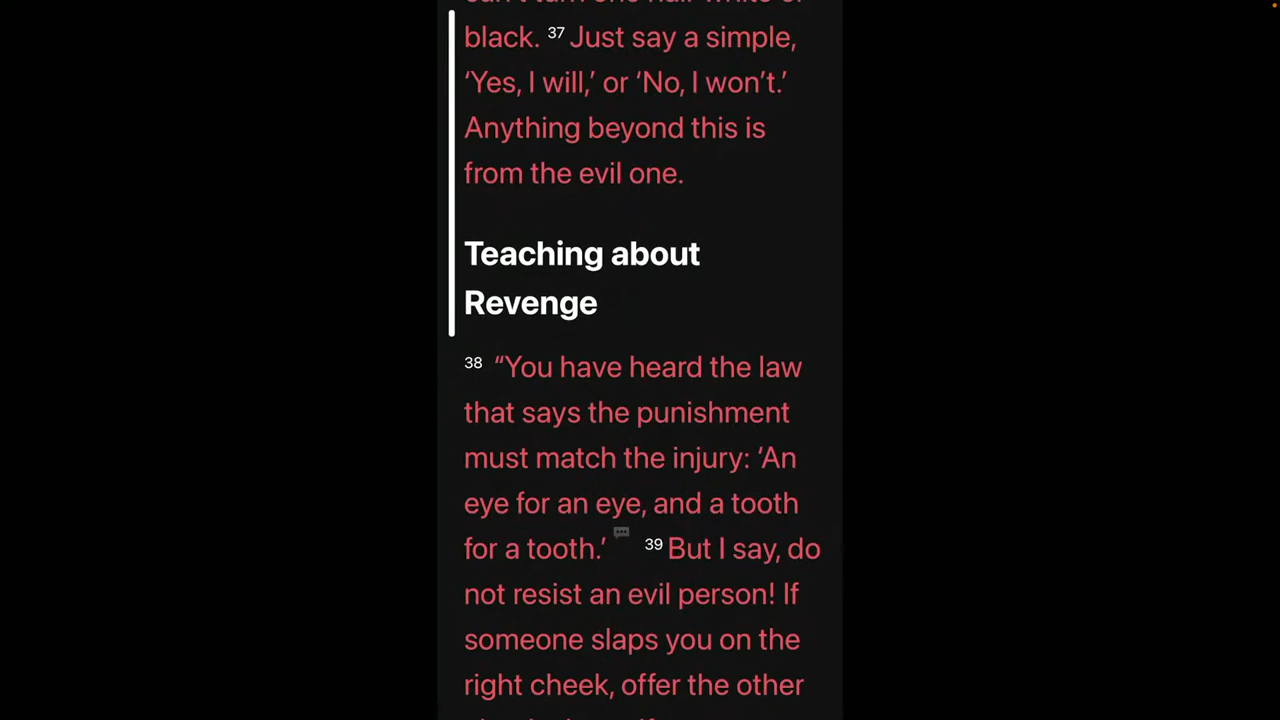 black. 37 Just say a simple,
‘Yes, I will,’ or ‘No, I won’t.’
Anything beyond this is
from the evil one.
Teaching about
Revenge
38 “You have heard the law
that says the punishment
must match the injury: ‘An
eye for an eye, and a tooth
for a tooth.’ 39 But I say, do
not resist an evil person! If
someone slaps you on the
right cheek, offer the other